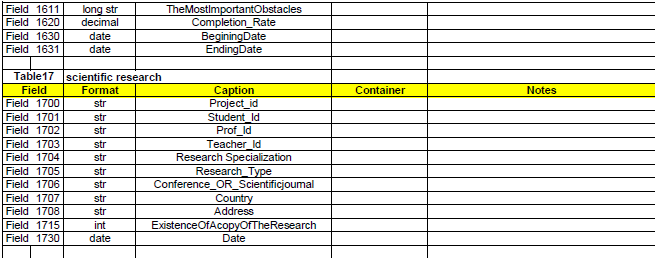 Field 1611 long str TheMostImportantObstacles
Field 1620 decimal Completion_Rate
Field 1630 date BeginingDate
Field 1631 date EndingDate
Table17 scientific research
Field Format Caption Container Notes
Field 1700 str Project_id
Field 1701 str Student_Id
Field 1702 str Prof_Id
Field 1703 str Teacher_Id
Field 1704 str Research Specialization
Field 1705 str Research_Type
Field 1706 str Conference_OR_Scientificjournal
Field 1707 str Country
Field 1708 str Address
Field 1715 int ExistenceOfAcopyOfTheResearch
Field 1730 date Date